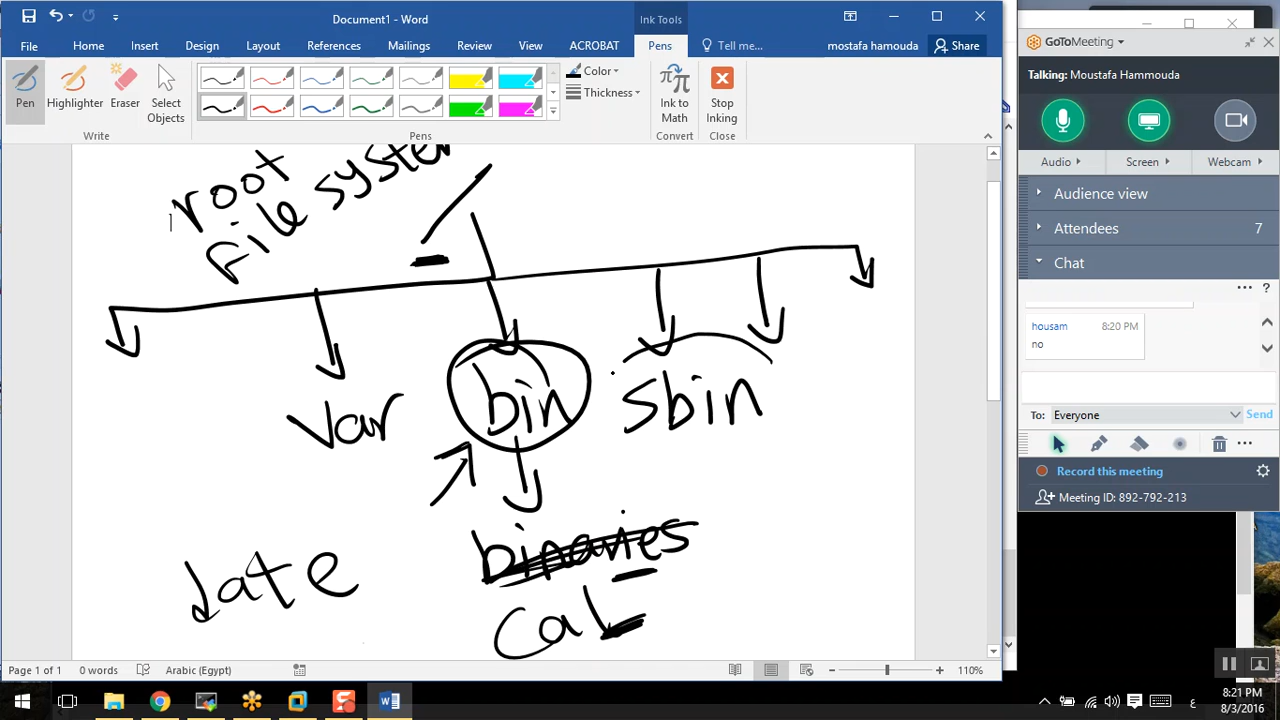 Document1 - Word
Ink Tools
File Home Insert Design Layout References Mailings Review View ACROBAT Pens Tell me... mostafa hamouda Share
Pen Highlighter Eraser Select Objects
Color
Thickness
Ink to Math
Stop Inking
Write Pens Convert Close
root
File system
/
var bin sbin
binaries
date
cal
Page 1 of 1 0 words Arabic (Egypt) 110%
GoToMeeting
Talking: Moustafa Hammouda
Audio Screen Webcam
Audience view
Attendees 7
Chat
housam 8:20 PM
no
To: Everyone Send
Record this meeting
Meeting ID: 892-792-213
8:21 PM
8/3/2016